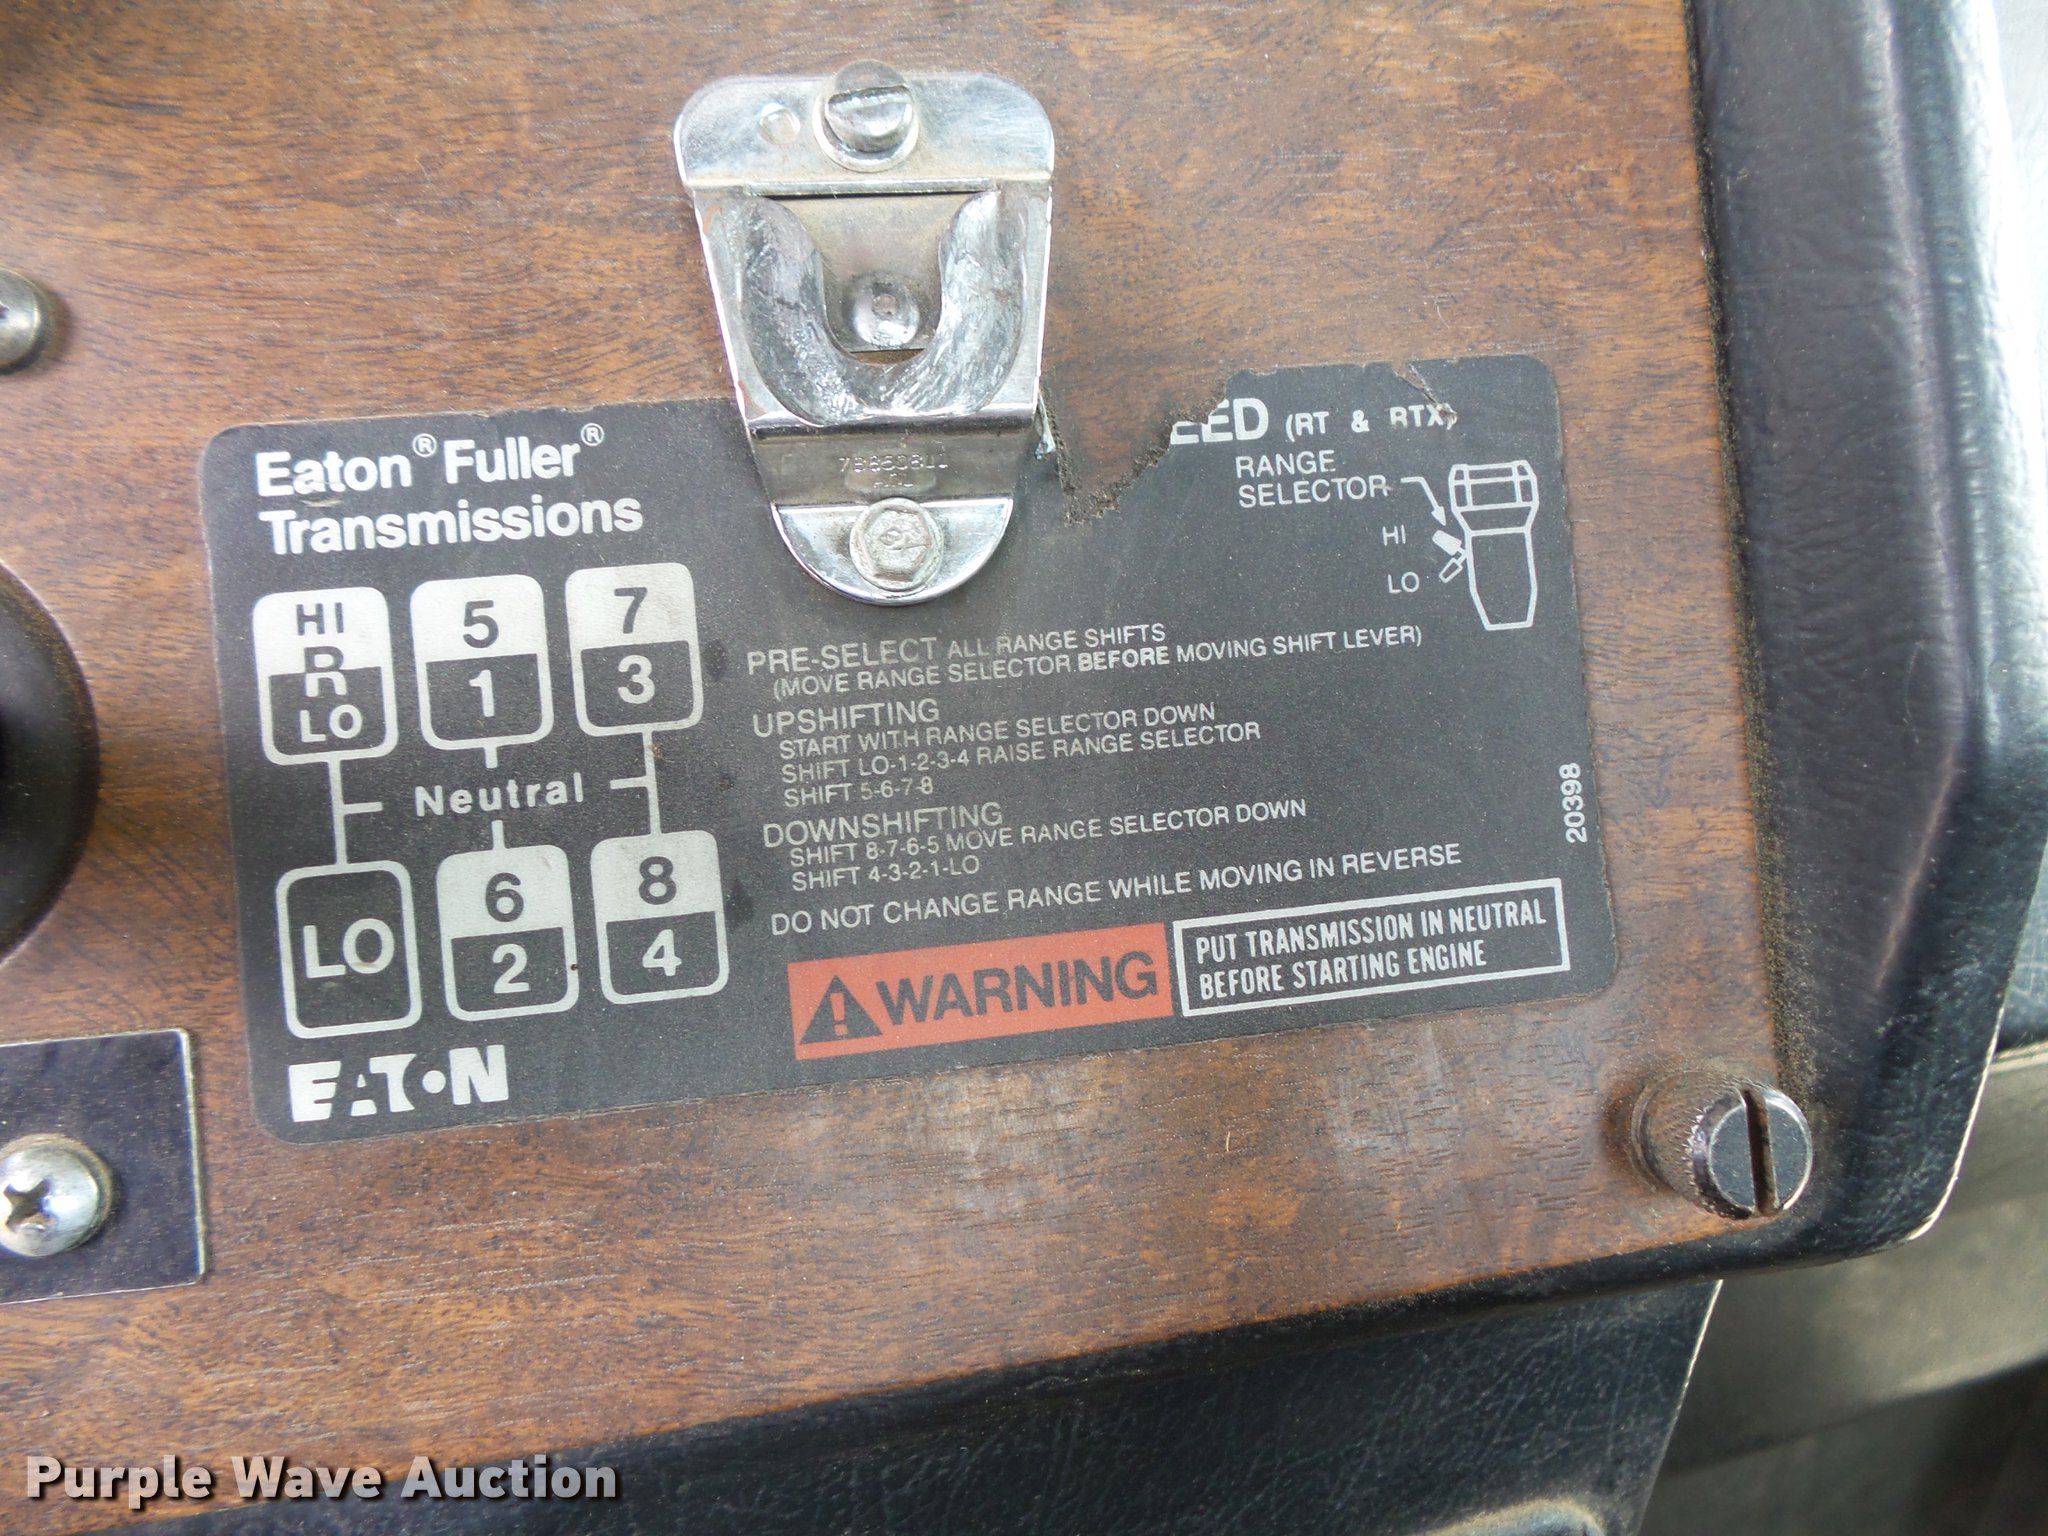 Eaton® Fuller®
Transmissions
EED (RT & RTX)
RANGE
SELECTOR
HI
LO
HI
R
LO
5
1
7
3
Neutral
LO
6
2
8
4
EATON
PRE-SELECT ALL RANGE SHIFTS
(MOVE RANGE SELECTOR BEFORE MOVING SHIFT LEVER)
UPSHIFTING
START WITH RANGE SELECTOR DOWN
SHIFT LO-1-2-3-4 RAISE RANGE SELECTOR
SHIFT 5-6-7-8
DOWNSHIFTING
SHIFT 8-7-6-5 MOVE RANGE SELECTOR DOWN
SHIFT 4-3-2-1-LO
DO NOT CHANGE RANGE WHILE MOVING IN REVERSE
WARNING
PUT TRANSMISSION IN NEUTRAL
BEFORE STARTING ENGINE
20398
Purple Wave Auction